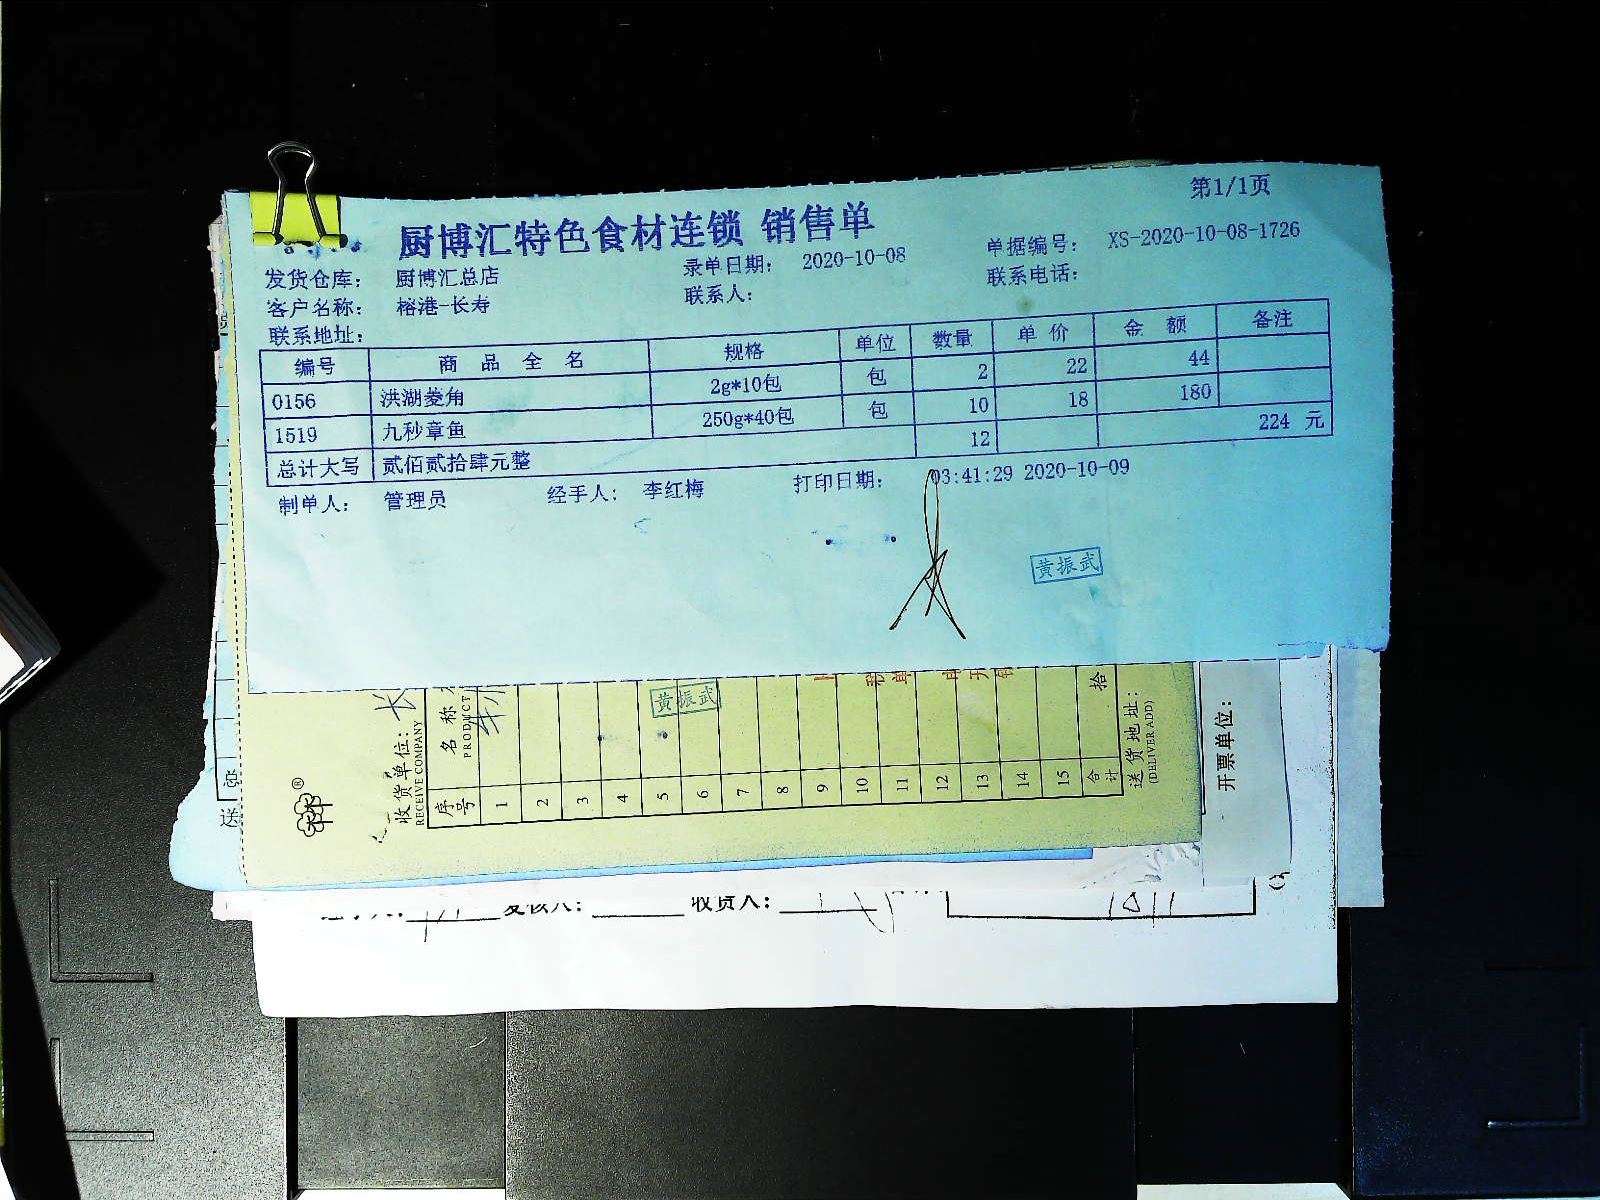 第1/1页
厨博汇特色食材连锁 销售单
发货仓库： 厨博汇总店 录单日期： 2020-10-08 单据编号： XS-2020-10-08-1726
客户名称： 榕港-长寿 联系人： 联系电话：
联系地址：
编号 商品全名 规格 单位 数量 单价 金额 备注
0156 洪湖菱角 2g*10包 包 2 22 44
1519 九秒章鱼 250g*40包 包 10 18 180
总计大写 贰佰贰拾肆元整 12 224 元
制单人： 管理员 经手人： 李红梅 打印日期： 03:41:29 2020-10-09
黄振武
黄振武
收货单位： 长
RECEIVE COMPANY
序号 名称
PRODUCT
1
2
3
4
5
6
7
8
9
10
11
12
13
14
15
合计 拾
送货地址：
(DELIVER ADD)
开票单位：
送
收货人：